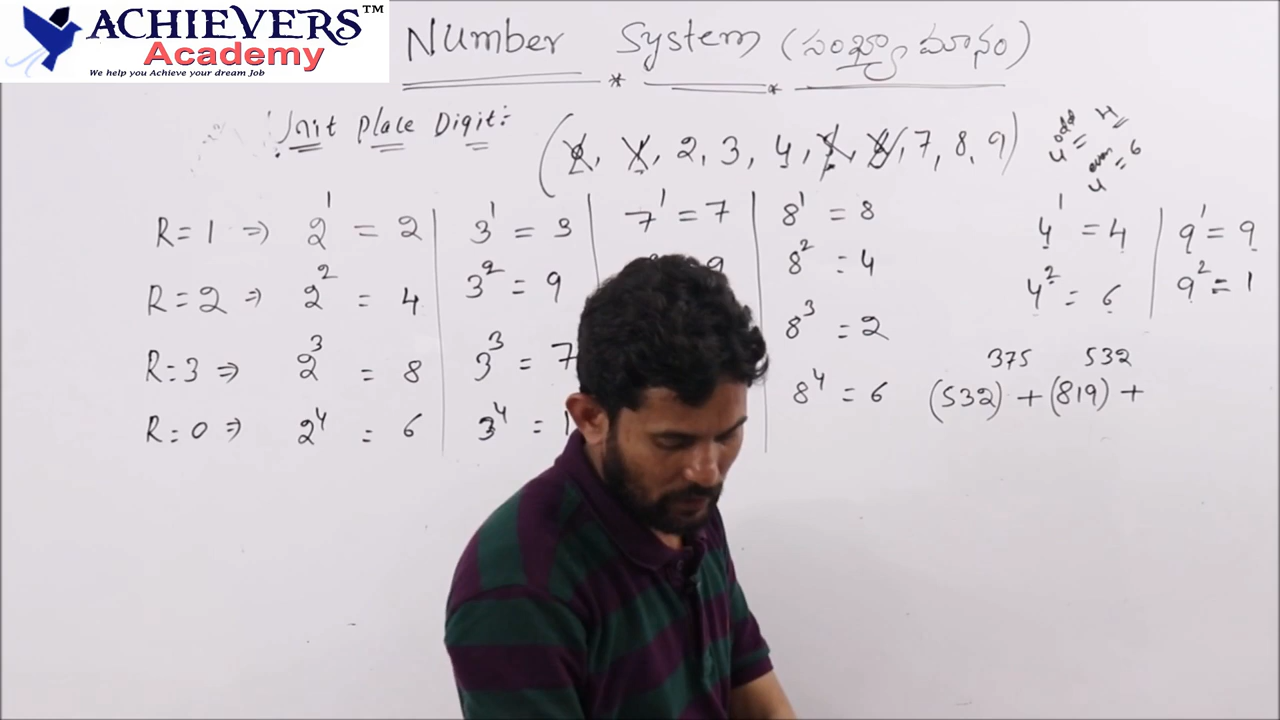 ACHIEVERS™
Academy
We help you Achieve your dream Job
Number System (సంఖ్యామానం)
Unit Place Digit:
(0, 1, 2, 3, 4, 5, 6, 7, 8, 9)
4 odd = 4
4 even = 6
R=1 ⇒ 2¹ = 2
R=2 ⇒ 2² = 4
R=3 ⇒ 2³ = 8
R=0 ⇒ 2⁴ = 6
3¹ = 3
3² = 9
3³ = 7
3⁴ = 1
7¹ = 7
9
8¹ = 8
8² = 4
8³ = 2
8⁴ = 6
4¹ = 4
4² = 6
9¹ = 9
9² = 1
(532)³⁷⁵ + (819)⁵³² +